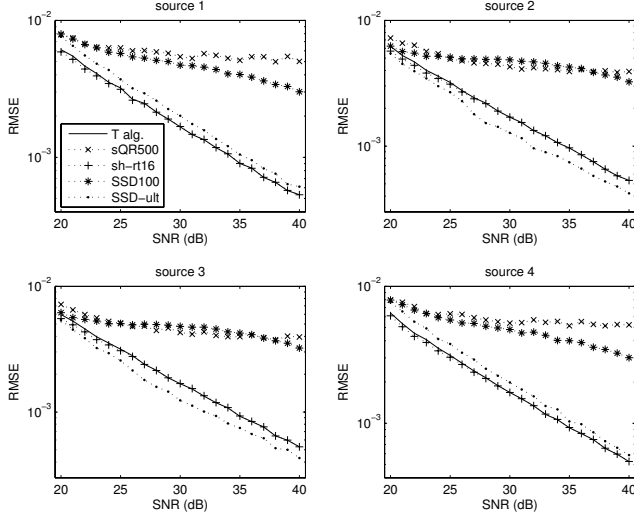 source 1
10^-2
10^-3
RMSE
T alg.
sQR500
sh-rt16
SSD100
SSD-ult
20 25 30 35 40
SNR (dB)
source 2
10^-2
10^-3
RMSE
20 25 30 35 40
SNR (dB)
source 3
10^-2
10^-3
RMSE
20 25 30 35 40
SNR (dB)
source 4
10^-2
10^-3
RMSE
20 25 30 35 40
SNR (dB)